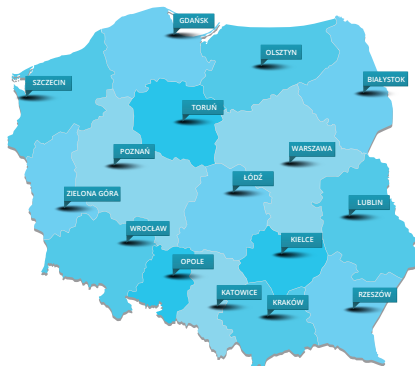 GDAŃSK
OLSZTYN
BIAŁYSTOK
SZCZECIN
TORUŃ
POZNAŃ
WARSZAWA
ŁÓDŹ
ZIELONA GÓRA
LUBLIN
WROCŁAW
KIELCE
OPOLE
KATOWICE
RZESZÓW
KRAKÓW